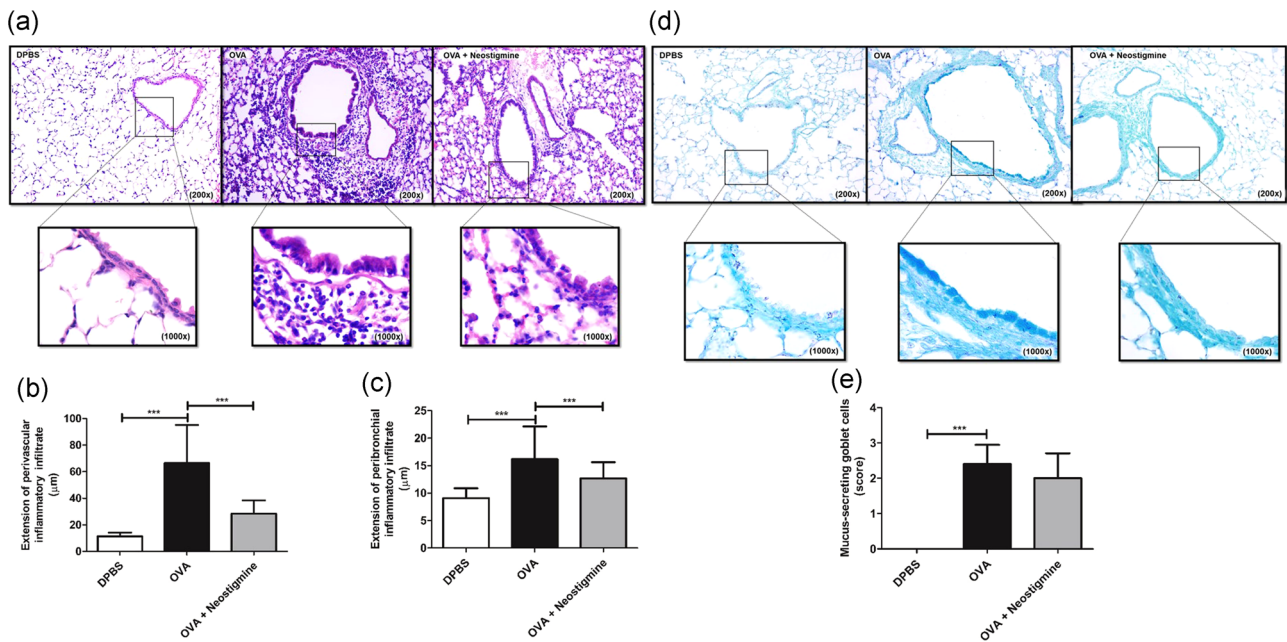 (a)
DPBS
OVA
OVA + Neostigmine
(200x)
(200x)
(200x)
(1000x)
(1000x)
(1000x)
(d)
DPBS
OVA
OVA + Neostigmine
(200x)
(200x)
(200x)
(1000x)
(1000x)
(1000x)
(b)
Extension of perivascular
inflammatory infiltrate
(μm)
100
80
60
40
20
0
***
***
DPBS
OVA
OVA + Neostigmine
(c)
Extension of peribronchial
inflammatory infiltrate
(μm)
25
20
15
10
5
0
***
***
DPBS
OVA
OVA + Neostigmine
(e)
Mucus-secreting goblet cells
(score)
4
3
2
1
0
***
DPBS
OVA
OVA + Neostigmine